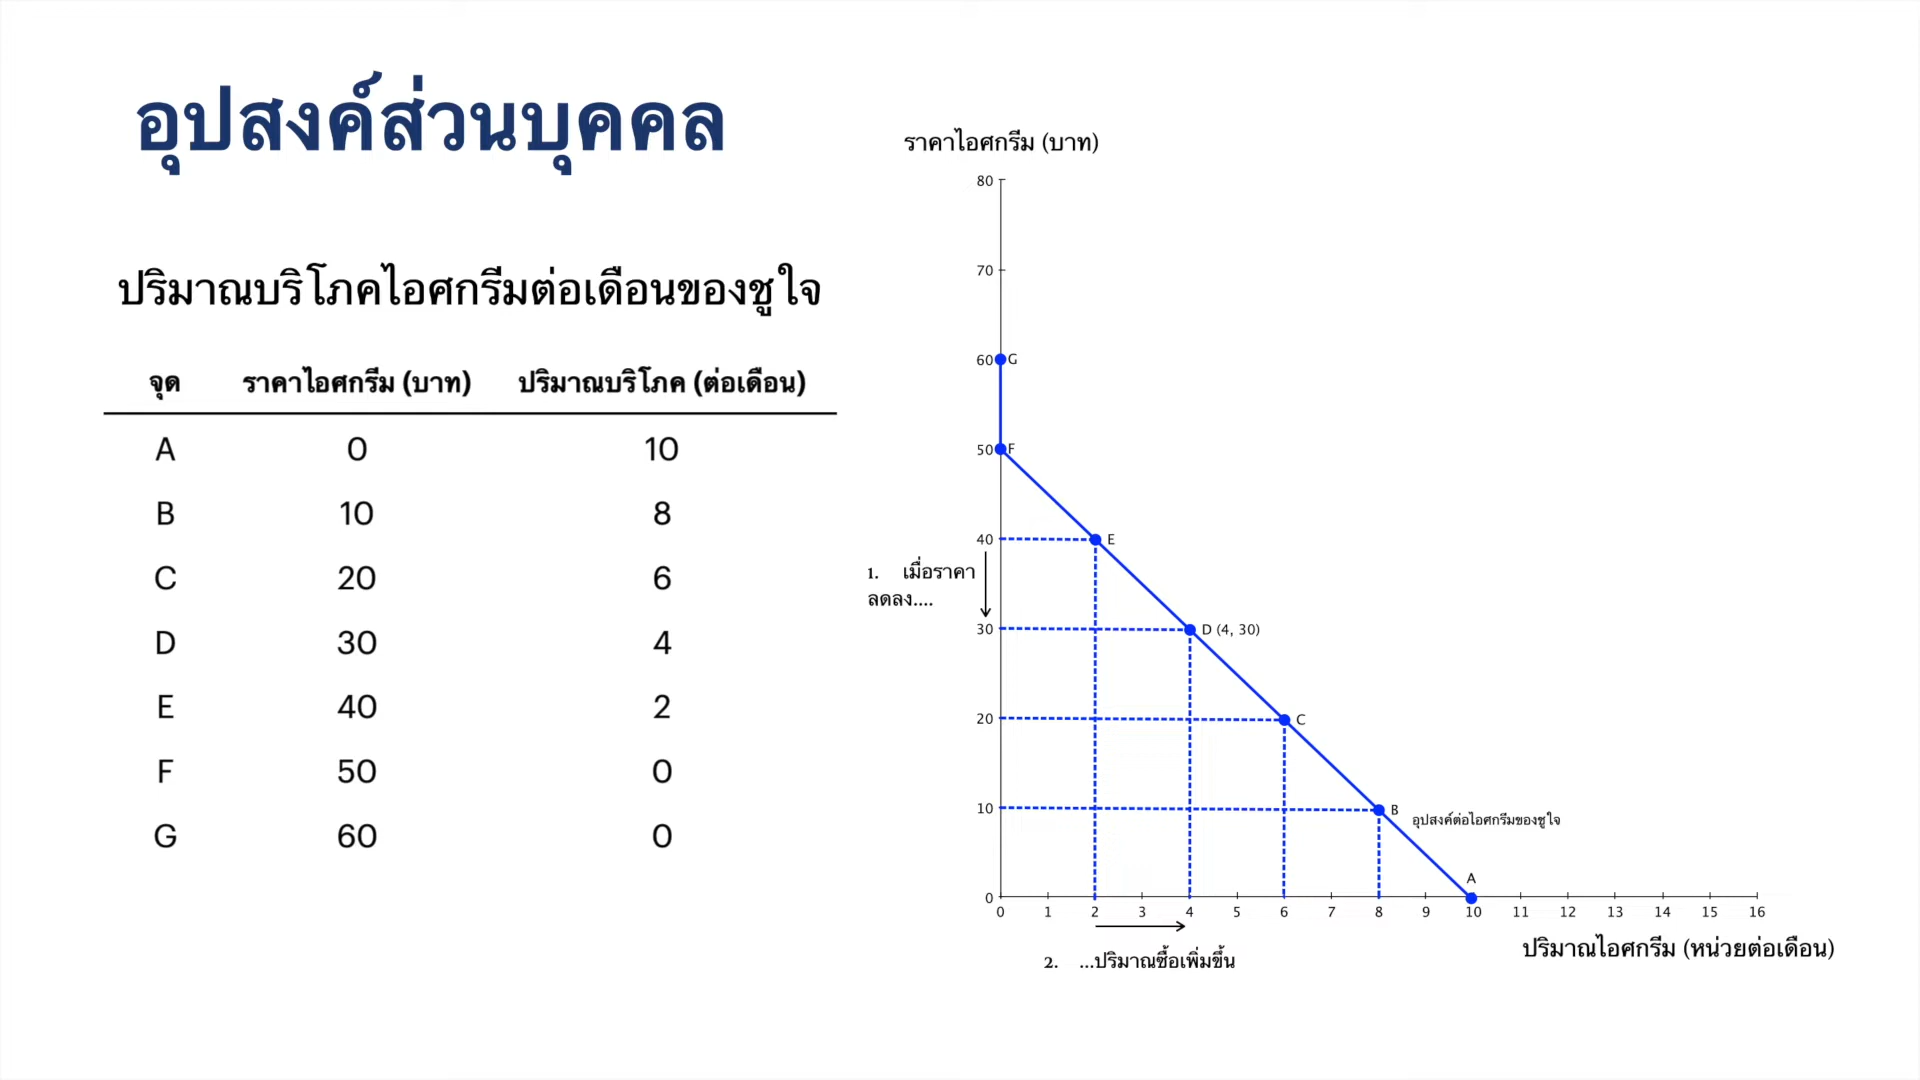 อุปสงค์ส่วนบุคคล
ปริมาณบริโภคไอศกรีมต่อเดือนของชูใจ
จุด ราคาไอศกรีม (บาท) ปริมาณบริโภค (ต่อเดือน)
A 0 10
B 10 8
C 20 6
D 30 4
E 40 2
F 50 0
G 60 0
ราคาไอศกรีม (บาท)
80
70
60 G
50 F
40 E
1. เมื่อราคา
ลดลง....
30 D (4, 30)
20 C
10 B
อุปสงค์ต่อไอศกรีมของชูใจ
A
0
0 1 2 3 4 5 6 7 8 9 10 11 12 13 14 15 16
ปริมาณไอศกรีม (หน่วยต่อเดือน)
2. ...ปริมาณซื้อเพิ่มขึ้น